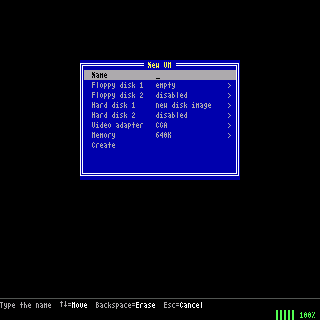 New VM
Name _
Floppy disk 1 empty >
Floppy disk 2 disabled >
Hard disk 1 new disk image >
Hard disk 2 disabled >
Video adapter CGA >
Memory 640K >
Create
Type the name ↑↓=Move Backspace=Erase Esc=Cancel
100%